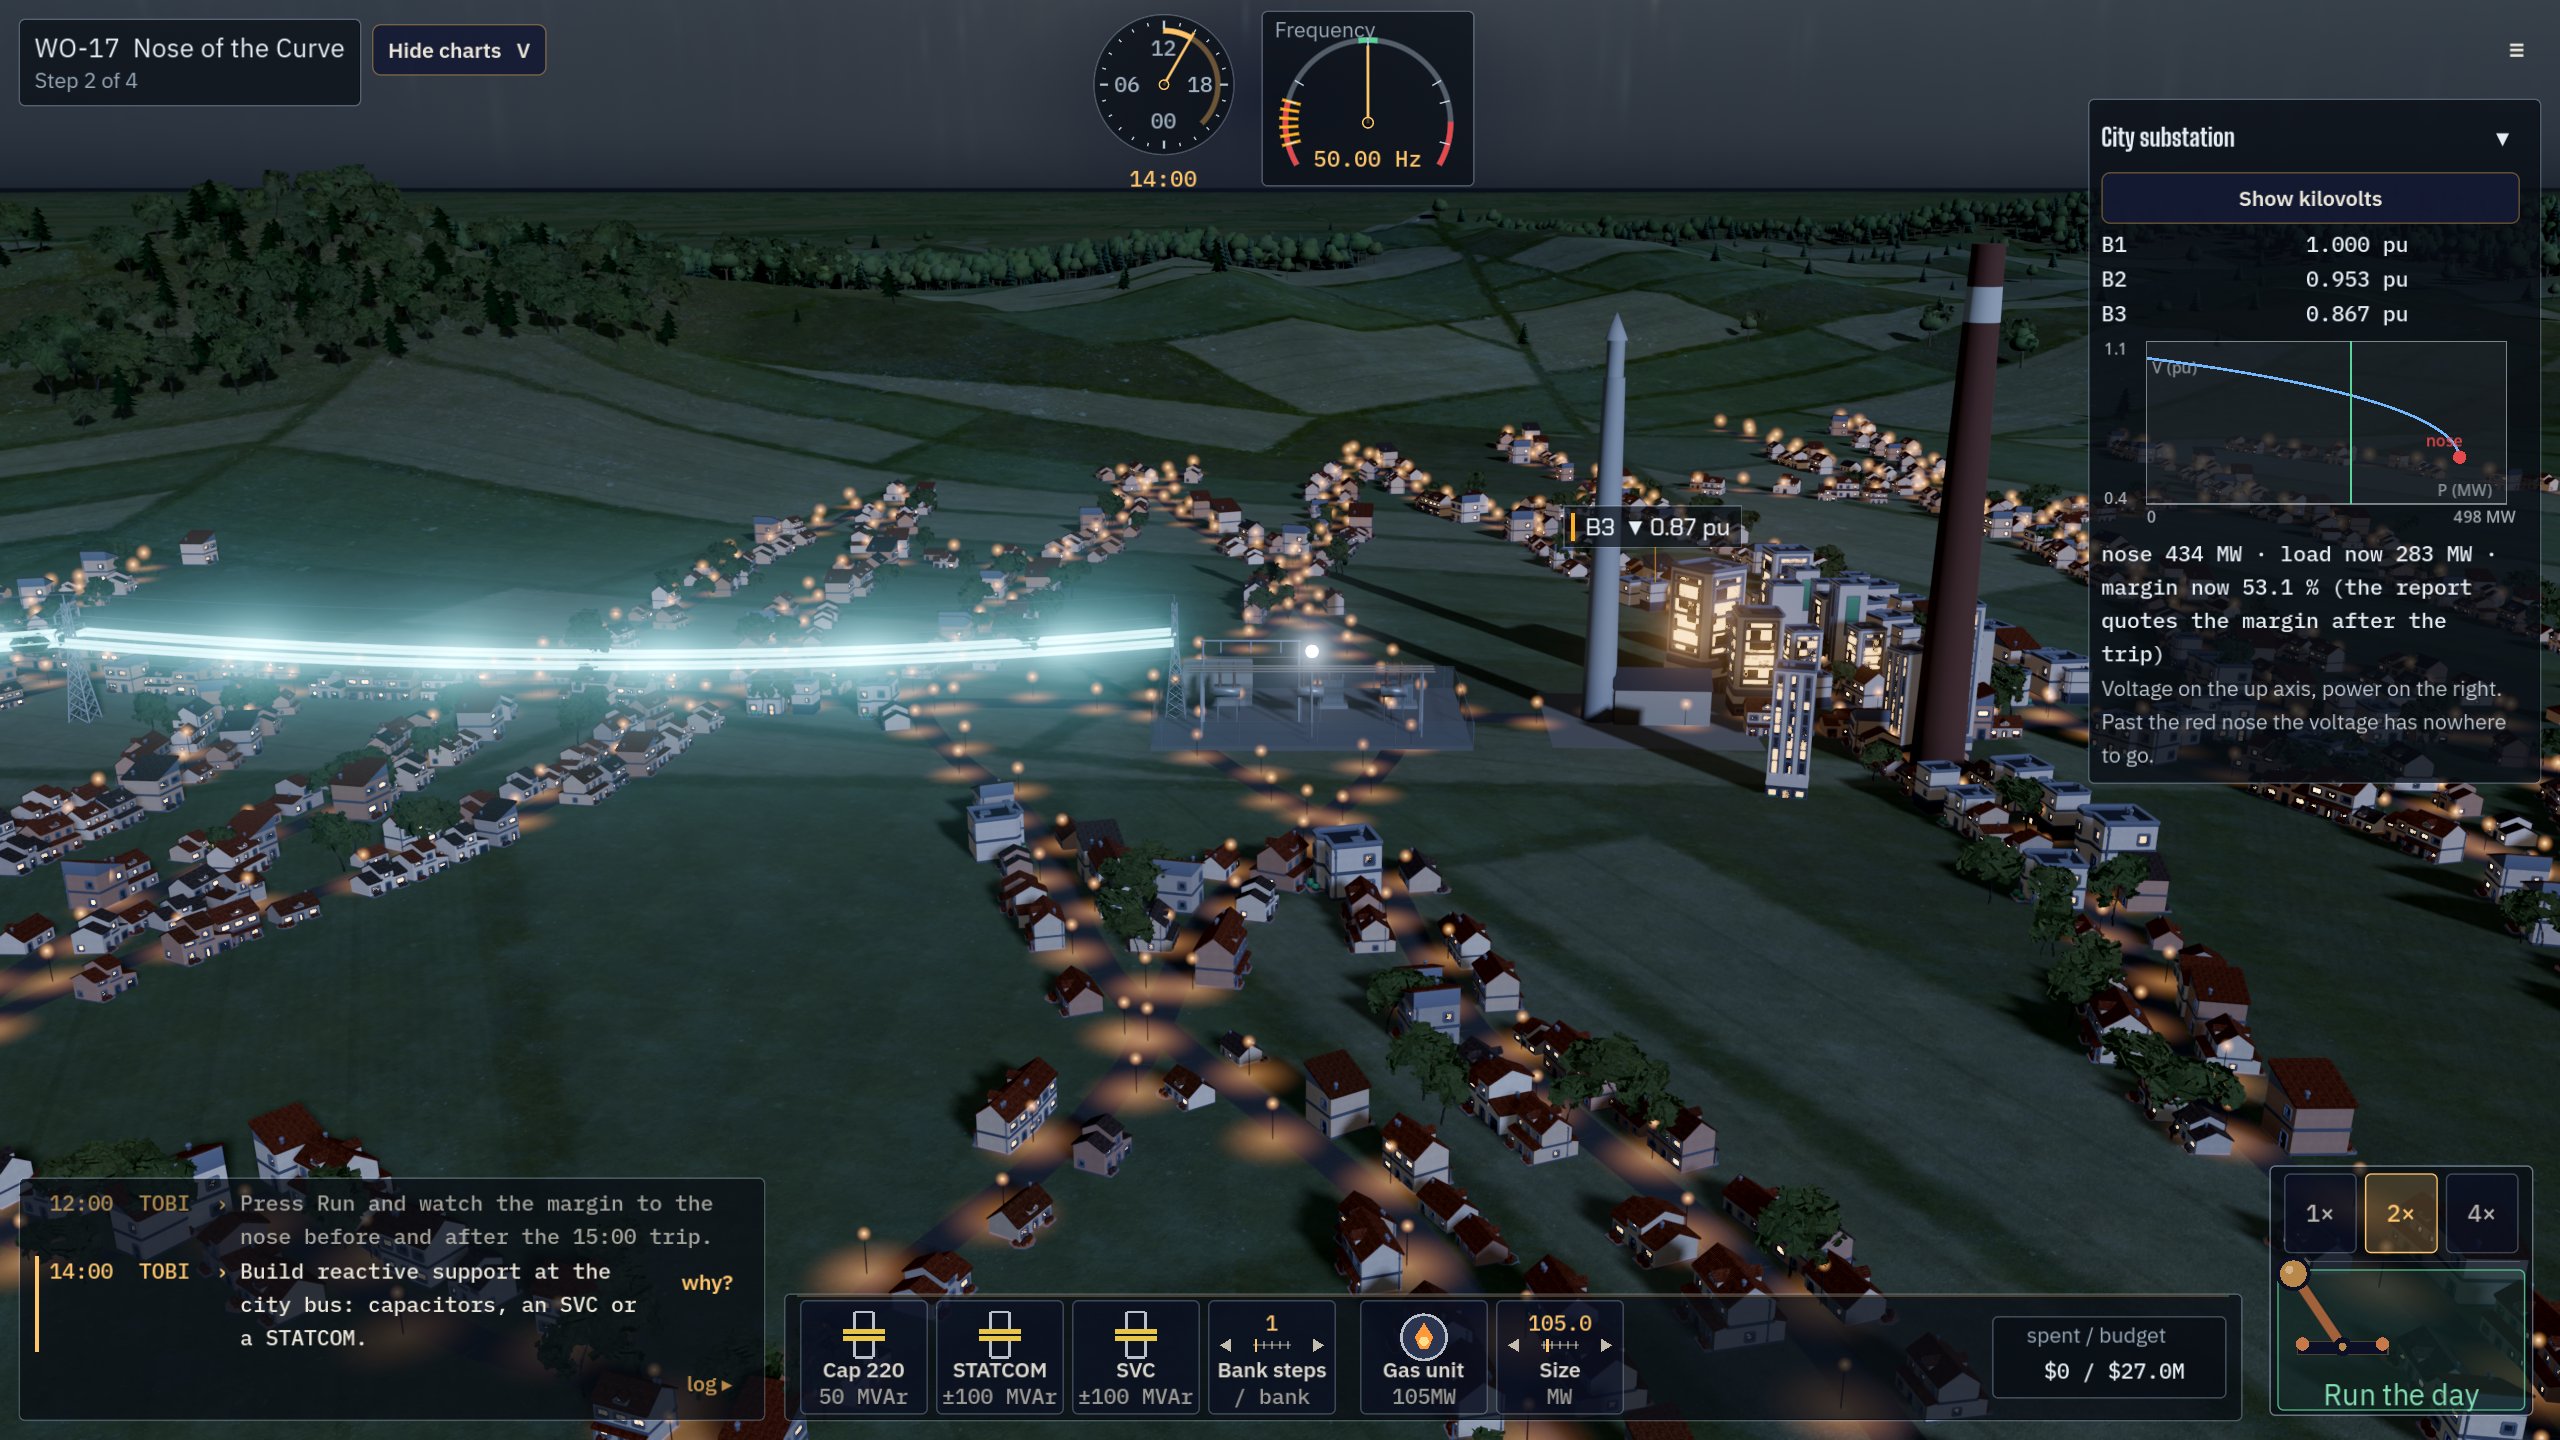 WO-17 Nose of the Curve
Step 2 of 4
Hide charts V
12
06
18
00
14:00
Frequency
50.00 Hz
☰
City substation ▼
Show kilovolts
B1 1.000 pu
B2 0.953 pu
B3 0.867 pu
1.1
V (pu)
nose
P (MW)
0.4
0
498 MW
nose 434 MW · load now 283 MW ·
margin now 53.1 % (the report
quotes the margin after the
trip)
Voltage on the up axis, power on the right.
Past the red nose the voltage has nowhere
to go.
B3 ▼ 0.87 pu
12:00 TOBI › Press Run and watch the margin to the
nose before and after the 15:00 trip.
14:00 TOBI › Build reactive support at the
city bus: capacitors, an SVC or
a STATCOM.
why?
log ▸
Cap 220
50 MVAr
STATCOM
±100 MVAr
SVC
±100 MVAr
1
Bank steps
/ bank
Gas unit
105MW
105.0
Size
MW
spent / budget
$0 / $27.0M
1×
2×
4×
Run the day